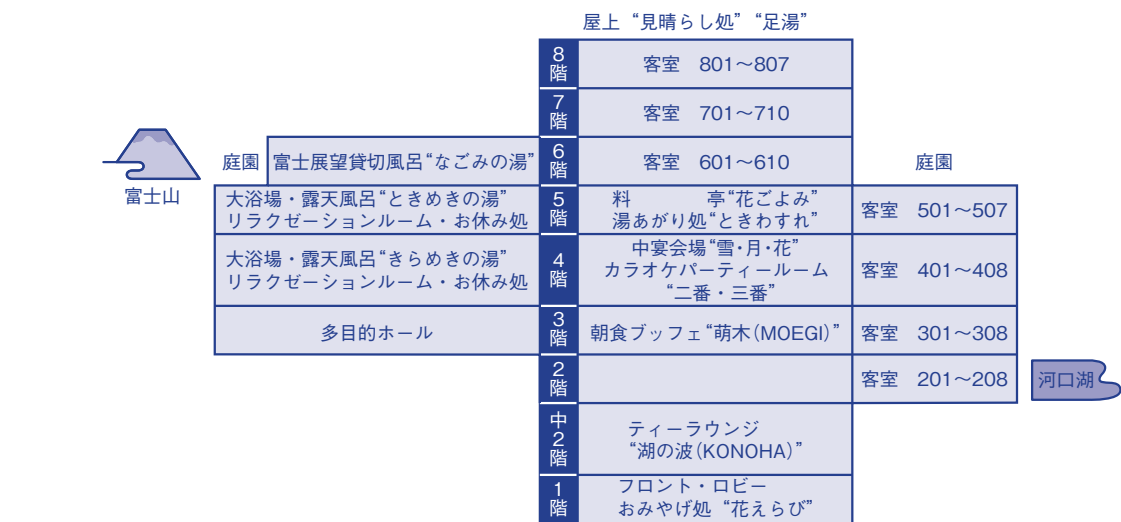 屋上 “見晴らし処” “足湯”
8階
客室 801〜807
7階
客室 701〜710
富士山
庭園
富士展望貸切風呂“なごみの湯”
6階
客室 601〜610
庭園
大浴場・露天風呂“ときめきの湯”
リラクゼーションルーム・お休み処
5階
料 亭“花ごよみ”
湯あがり処“ときわすれ”
客室 501〜507
大浴場・露天風呂“きらめきの湯”
リラクゼーションルーム・お休み処
4階
中宴会場“雪・月・花”
カラオケパーティールーム
“二番・三番”
客室 401〜408
多目的ホール
3階
朝食ブッフェ“萌木(MOEGI)”
客室 301〜308
2階
客室 201〜208
河口湖
中2階
ティーラウンジ
“湖の波(KONOHA)”
1階
フロント・ロビー
おみやげ処 “花えらび”